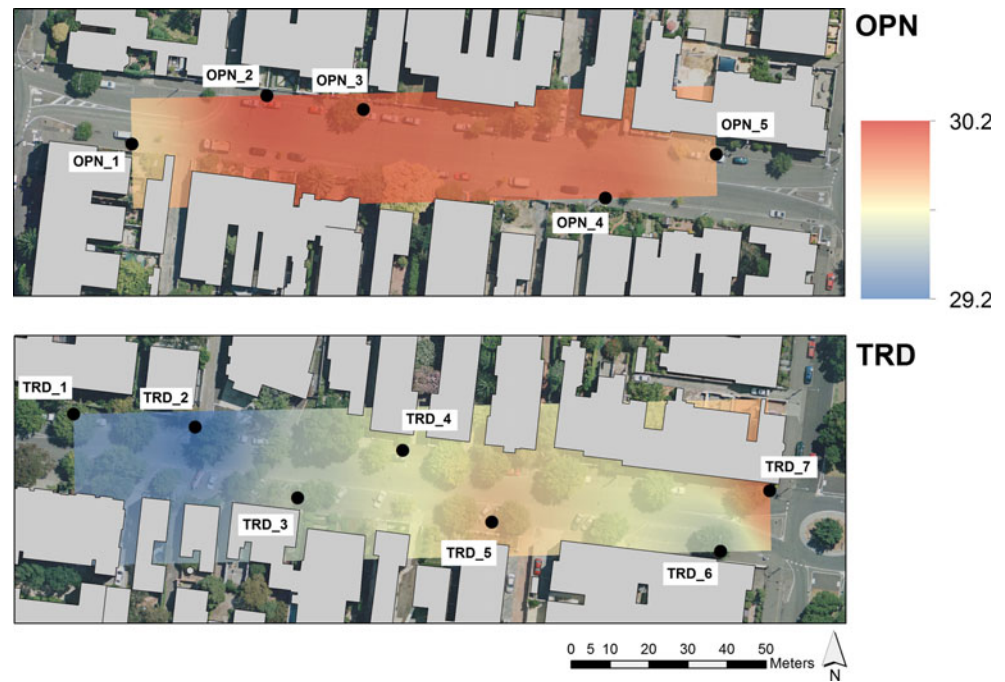 OPN
OPN_2
OPN_3
OPN_1
OPN_5
OPN_4
30.2
29.2
TRD
TRD_1
TRD_2
TRD_4
TRD_7
TRD_3
TRD_5
TRD_6
0 5 10 20 30 40 50
Meters
N